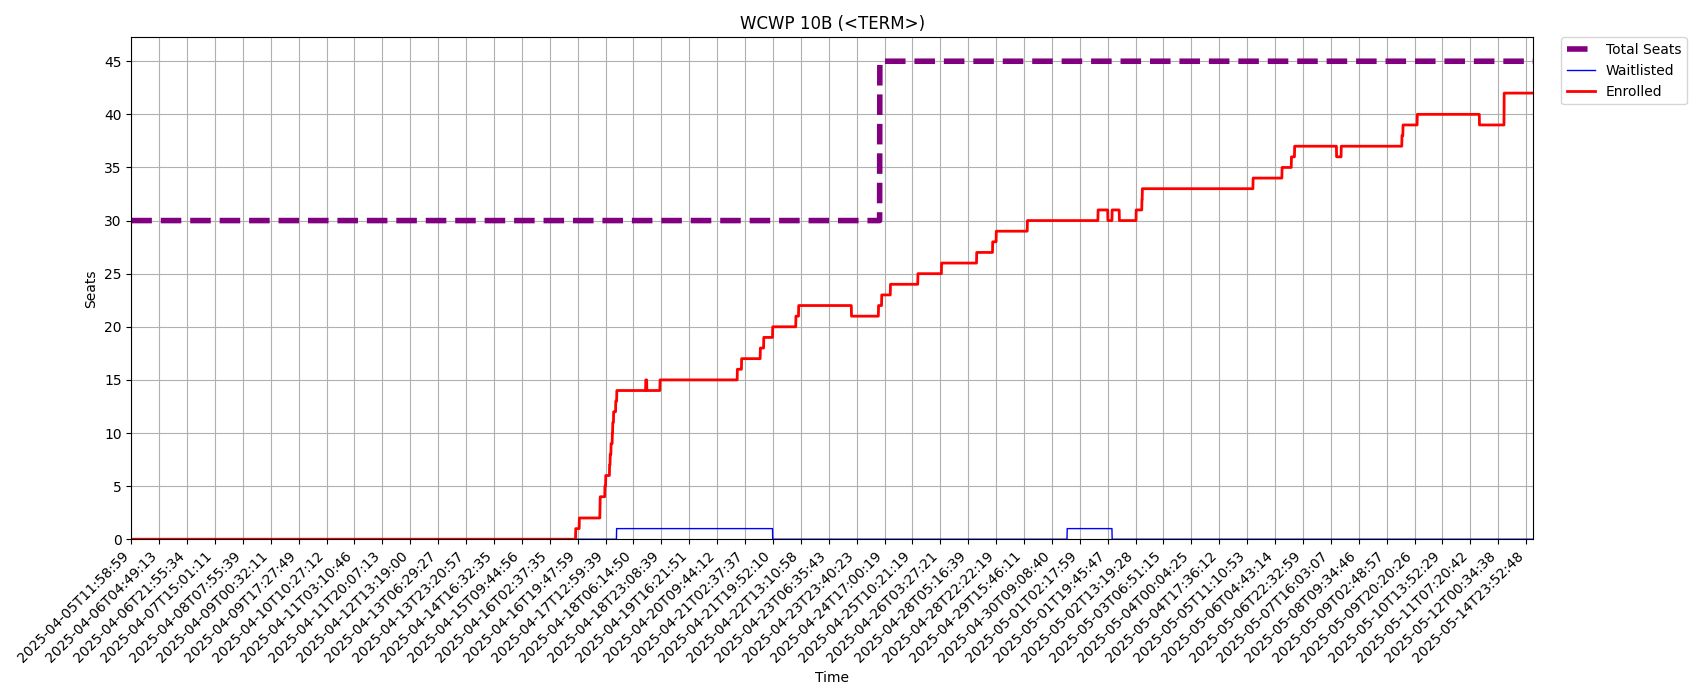 WCWP 10B (<TERM>)
Total Seats
Waitlisted
Enrolled
45
40
35
30
25
20
15
10
5
0
Seats
2025-04-05T11:58:59
2025-04-06T04:49:13
2025-04-06T21:55:34
2025-04-07T15:01:11
2025-04-08T07:55:39
2025-04-09T00:32:11
2025-04-09T17:27:49
2025-04-10T10:27:12
2025-04-11T03:10:46
2025-04-11T20:07:13
2025-04-12T13:19:00
2025-04-13T06:29:27
2025-04-13T23:20:57
2025-04-14T16:32:35
2025-04-15T09:44:56
2025-04-16T02:37:35
2025-04-16T19:47:59
2025-04-17T12:59:39
2025-04-18T06:14:50
2025-04-18T23:08:39
2025-04-19T16:21:51
2025-04-20T09:44:12
2025-04-21T02:37:37
2025-04-21T19:52:10
2025-04-22T13:10:58
2025-04-23T06:35:43
2025-04-23T23:40:23
2025-04-24T17:00:19
2025-04-25T10:21:19
2025-04-26T03:27:21
2025-04-28T05:16:39
2025-04-28T22:22:19
2025-04-29T15:46:11
2025-04-30T09:08:40
2025-05-01T02:17:59
2025-05-01T19:45:47
2025-05-02T13:19:28
2025-05-03T06:51:15
2025-05-04T00:04:25
2025-05-04T17:36:12
2025-05-05T11:10:53
2025-05-06T04:43:14
2025-05-06T22:32:59
2025-05-07T16:03:07
2025-05-08T09:34:46
2025-05-09T02:48:57
2025-05-09T20:20:26
2025-05-10T13:52:29
2025-05-11T07:20:42
2025-05-12T00:34:38
2025-05-14T23:52:48
Time